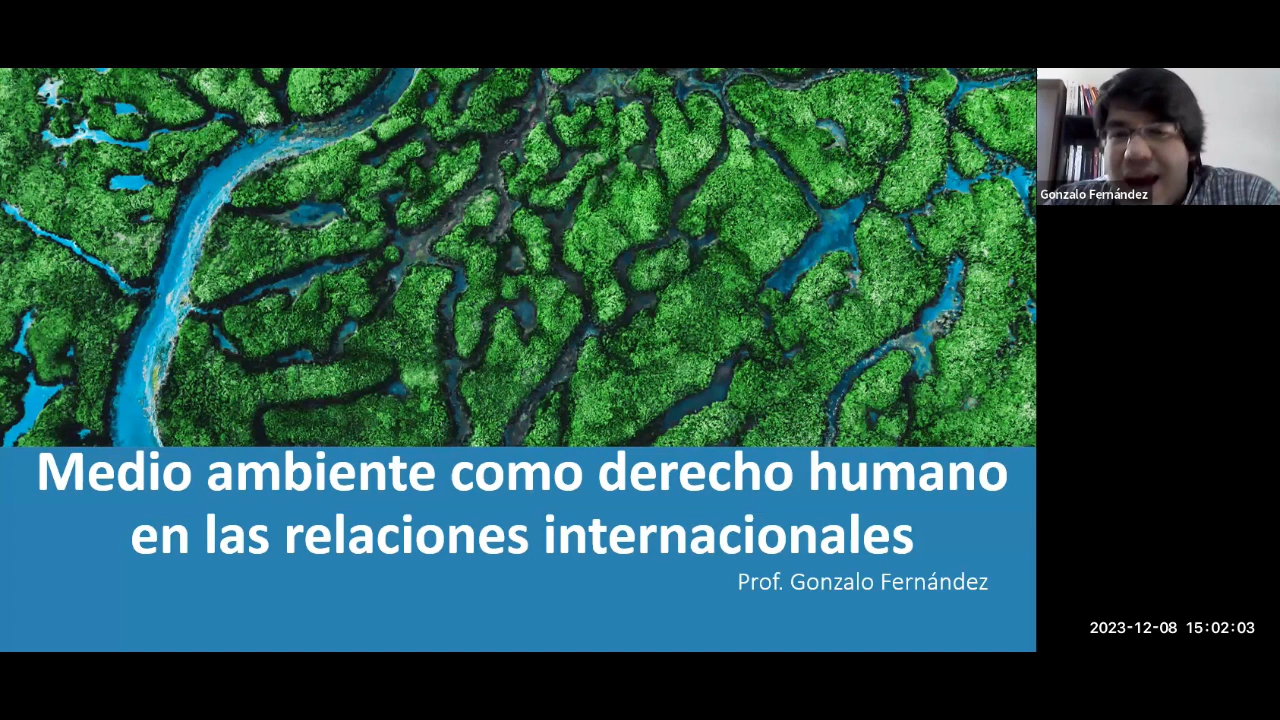 Gonzalo Fernández
Medio ambiente como derecho humano
en las relaciones internacionales
Prof. Gonzalo Fernández
2023-12-08 15:02:03